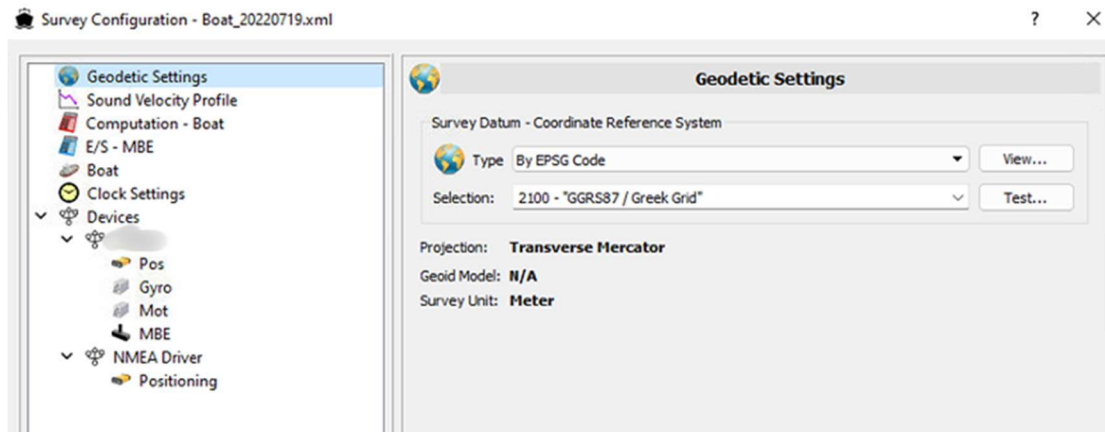 Survey Configuration - Boat_20220719.xml
Geodetic Settings
Sound Velocity Profile
Computation - Boat
E/S - MBE
Boat
Clock Settings
Devices
Pos
Gyro
Mot
MBE
NMEA Driver
Positioning
Geodetic Settings
Survey Datum - Coordinate Reference System
Type By EPSG Code View...
Selection: 2100 - "GGRS87 / Greek Grid" Test...
Projection: Transverse Mercator
Geoid Model: N/A
Survey Unit: Meter